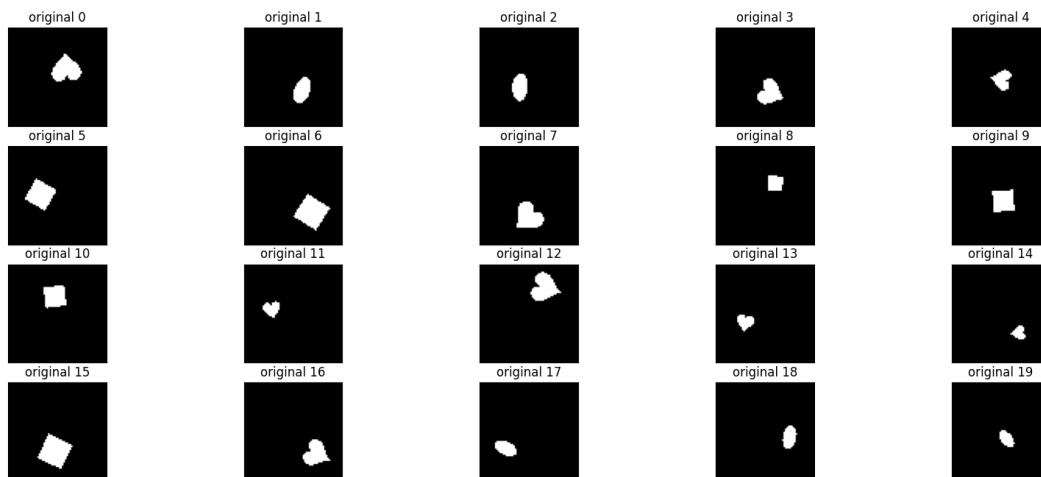 original 0 original 1 original 2 original 3 original 4
original 5 original 6 original 7 original 8 original 9
original 10 original 11 original 12 original 13 original 14
original 15 original 16 original 17 original 18 original 19